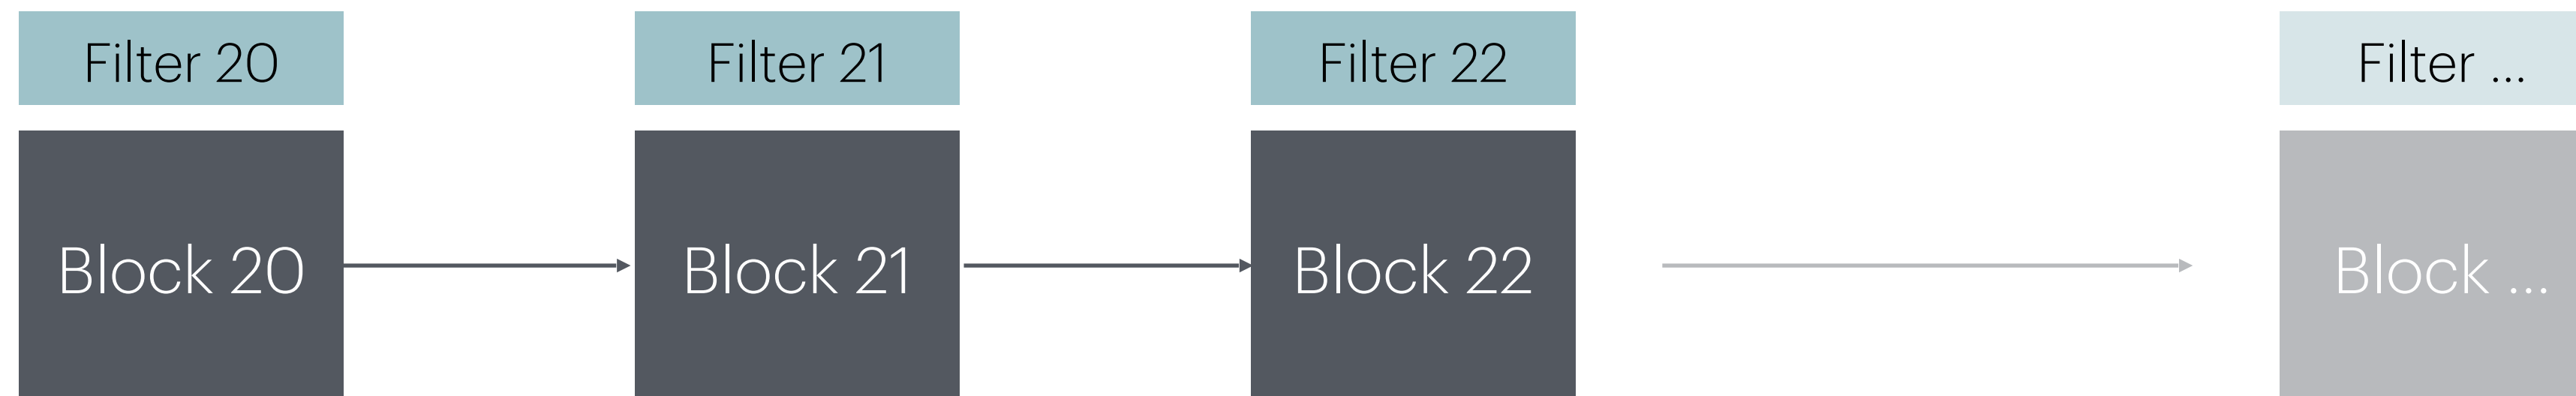 Filter 20
Filter 21
Filter 22
Filter ...
Block 20
Block 21
Block 22
Block ...